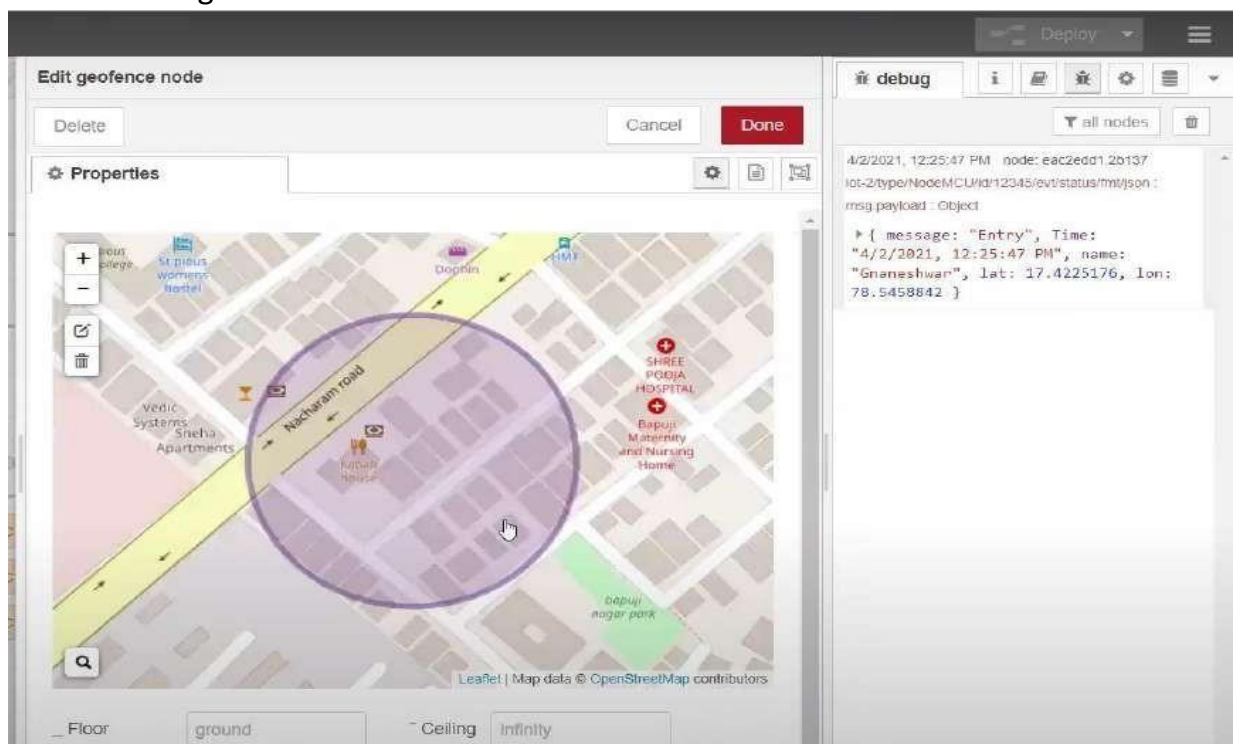 Deploy
Edit geofence node
Delete
Cancel
Done
Properties
debug
all nodes
4/2/2021, 12:25:47 PM node: eac2edd1.2b137
iot-2/type/NodeMCU/id/12345/evt/status/fmt/json :
msg.payload : Object
{ message: "Entry", Time:
"4/2/2021, 12:25:47 PM", name:
"Gnaneshwar", lat: 17.4225176, lon:
78.5458842 }
St pious
womens
hostel
Dolphin
HMT
SHREE
POOJA
HOSPITAL
Bapuji
Maternity
and Nursing
Home
Nacharam road
Vedic
Systems
Sneha
Apartments
Kabab
house
bapuji
nagar park
Leaflet | Map data © OpenStreetMap contributors
Floor
ground
Ceiling
Infinity